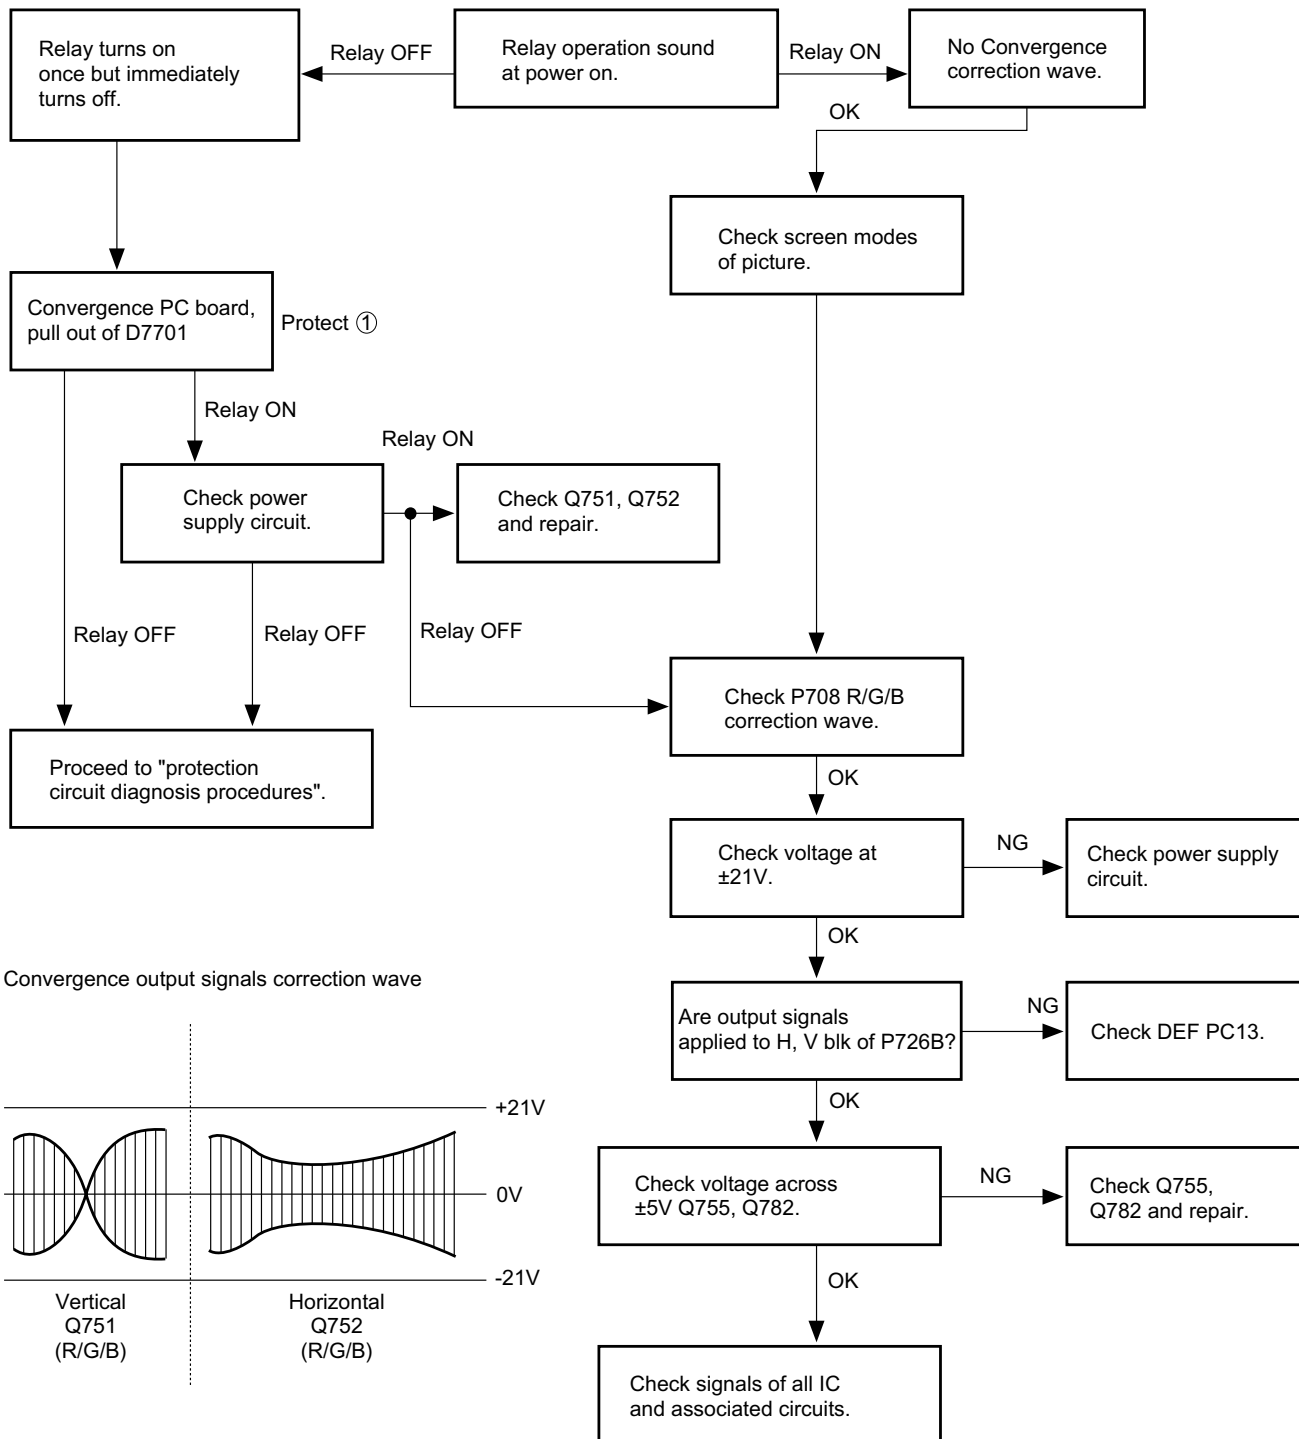 Relay turns on
once but immediately
turns off.
Relay OFF
Relay operation sound
at power on.
Relay ON
No Convergence
correction wave.
OK
Check screen modes
of picture.
Convergence PC board,
pull out of D7701
Protect ①
Relay ON
Relay ON
Check power
supply circuit.
Check Q751, Q752
and repair.
Relay OFF
Relay OFF
Relay OFF
Check P708 R/G/B
correction wave.
Proceed to "protection
circuit diagnosis procedures".
OK
Check voltage at
±21V.
NG
Check power supply
circuit.
OK
Are output signals
applied to H, V blk of P726B?
NG
Check DEF PC13.
OK
Check voltage across
±5V Q755, Q782.
NG
Check Q755,
Q782 and repair.
OK
Check signals of all IC
and associated circuits.
Convergence output signals correction wave
+21V
0V
-21V
Vertical
Q751
(R/G/B)
Horizontal
Q752
(R/G/B)